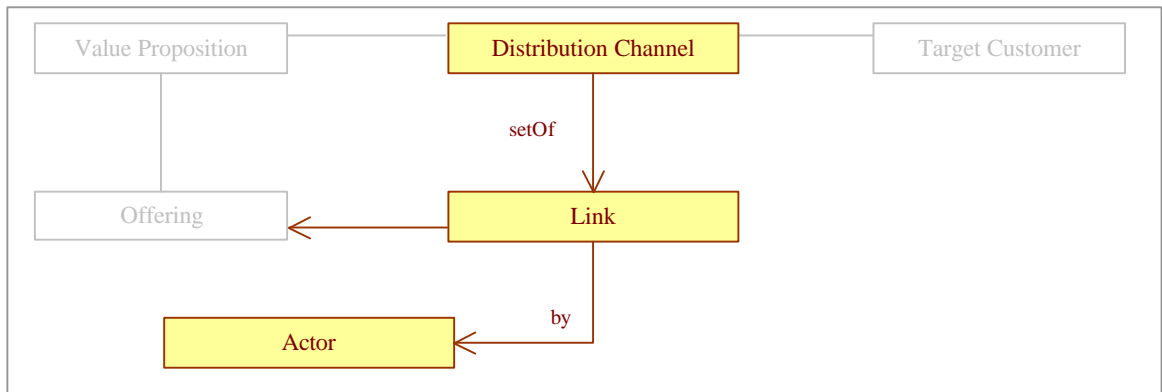 Value Proposition
Distribution Channel
Target Customer
setOf
Offering
Link
by
Actor